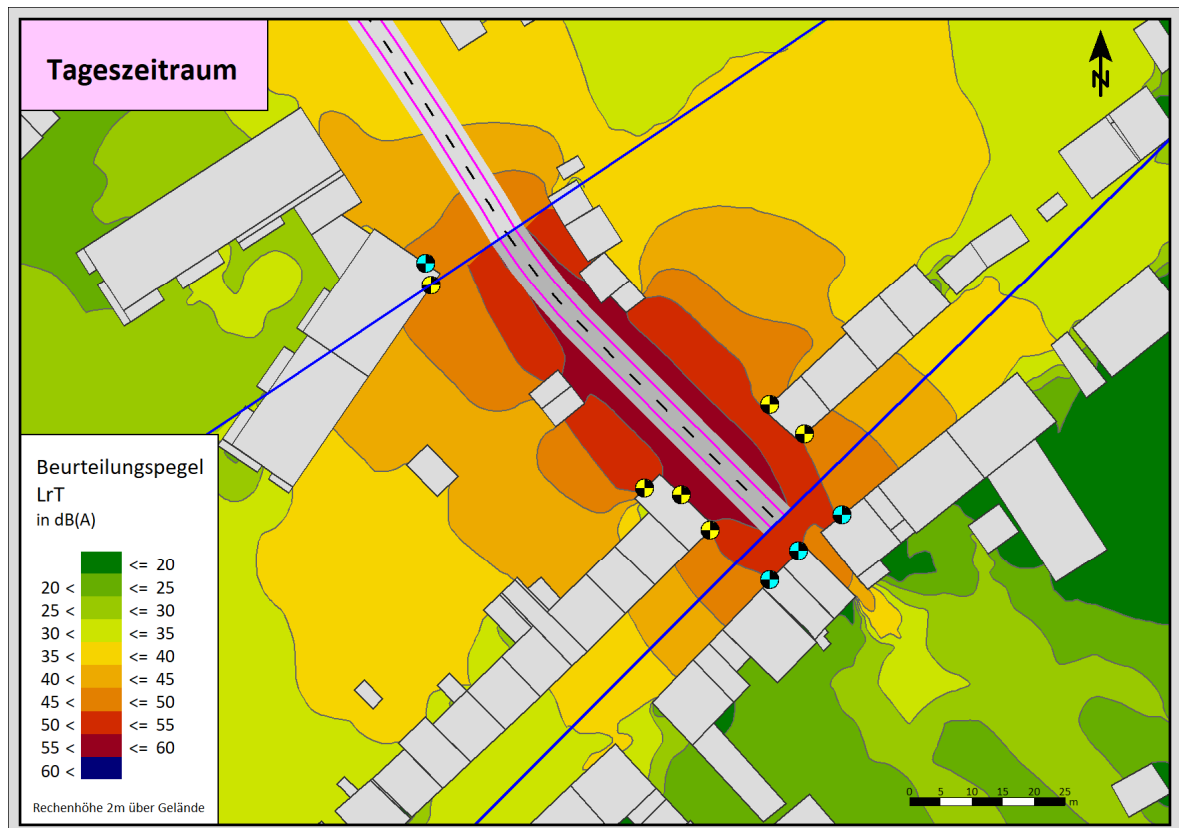 Tageszeitraum
N
Beurteilungspegel
LrT
in dB(A)
<= 20
20 < <= 25
25 < <= 30
30 < <= 35
35 < <= 40
40 < <= 45
45 < <= 50
50 < <= 55
55 < <= 60
60 <
Rechenhöhe 2m über Gelände
0 5 10 15 20 25
m